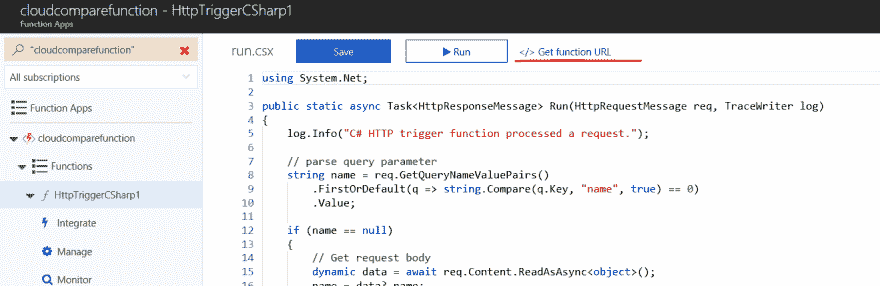 cloudcomparefunction - HttpTriggerCSharp1
Function Apps
"cloudcomparefunction"
All subscriptions
Function Apps
cloudcomparefunction
Functions
f HttpTriggerCSharp1
Integrate
Manage
Monitor
run.csx Save Run </> Get function URL
1 using System.Net;
2
3 public static async Task<HttpResponseMessage> Run(HttpRequestMessage req, TraceWriter log)
4 {
5 log.Info("C# HTTP trigger function processed a request.");
6
7 // parse query parameter
8 string name = req.GetQueryNameValuePairs()
9 .FirstOrDefault(q => string.Compare(q.Key, "name", true) == 0)
10 .Value;
11
12 if (name == null)
13 {
14 // Get request body
15 dynamic data = await req.Content.ReadAsAsync<object>();
16 name = data?.name;